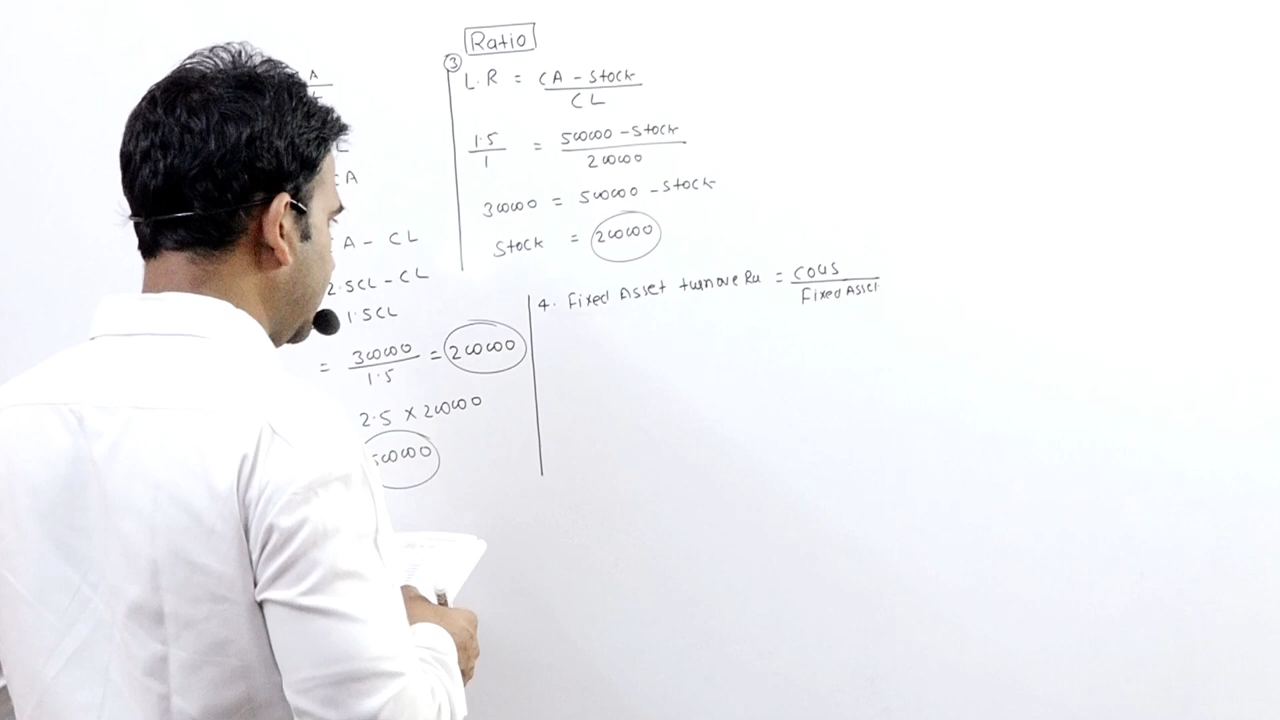 Ratio
A
L
CA
A - CL
2.5CL - CL
1.5CL
= 300000 / 1.5 = 200000
2.5 × 200000
500000
③
L.R = CA - Stock / CL
1.5 / 1 = 500000 - Stock / 200000
300000 = 500000 - Stock
Stock = 200000
4. Fixed Asset turnover Ra = COGS / Fixed Asset